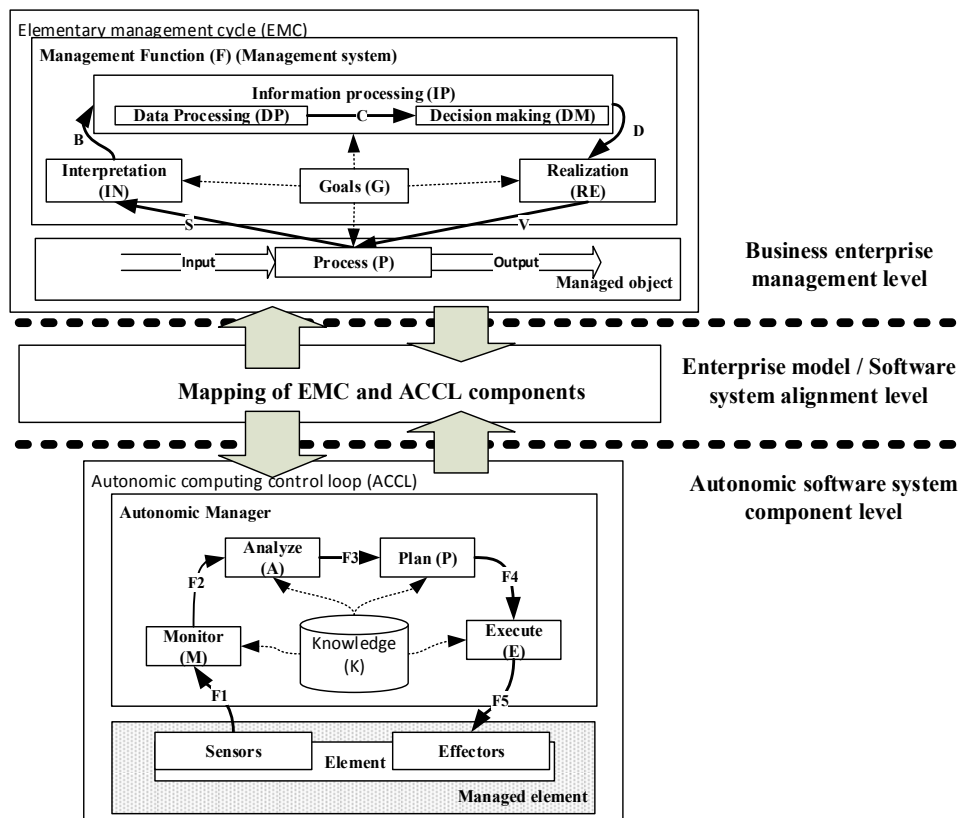 Elementary management cycle (EMC)
Management Function (F) (Management system)
Information processing (IP)
Data Processing (DP)
C
Decision making (DM)
B
D
Interpretation
(IN)
Goals (G)
Realization
(RE)
S
V
Input
Process (P)
Output
Managed object
Business enterprise
management level
Mapping of EMC and ACCL components
Enterprise model / Software
system alignment level
Autonomic computing control loop (ACCL)
Autonomic software system
component level
Autonomic Manager
Analyze
(A)
F3
Plan (P)
F2
F4
Monitor
(M)
Knowledge
(K)
Execute
(E)
F1
F5
Sensors
Effectors
Element
Managed element